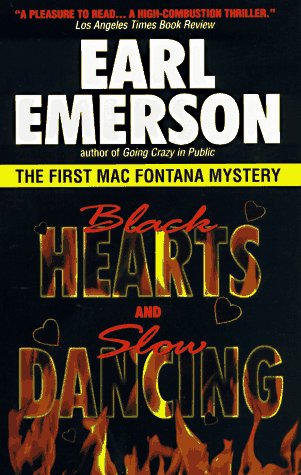 "A PLEASURE TO READ... A HIGH-COMBUSTION THRILLER."
Los Angeles Times Book Review
EARL
EMERSON
author of Going Crazy in Public
THE FIRST MAC FONTANA MYSTERY
Black
HEARTS
AND
Slow
DANCING